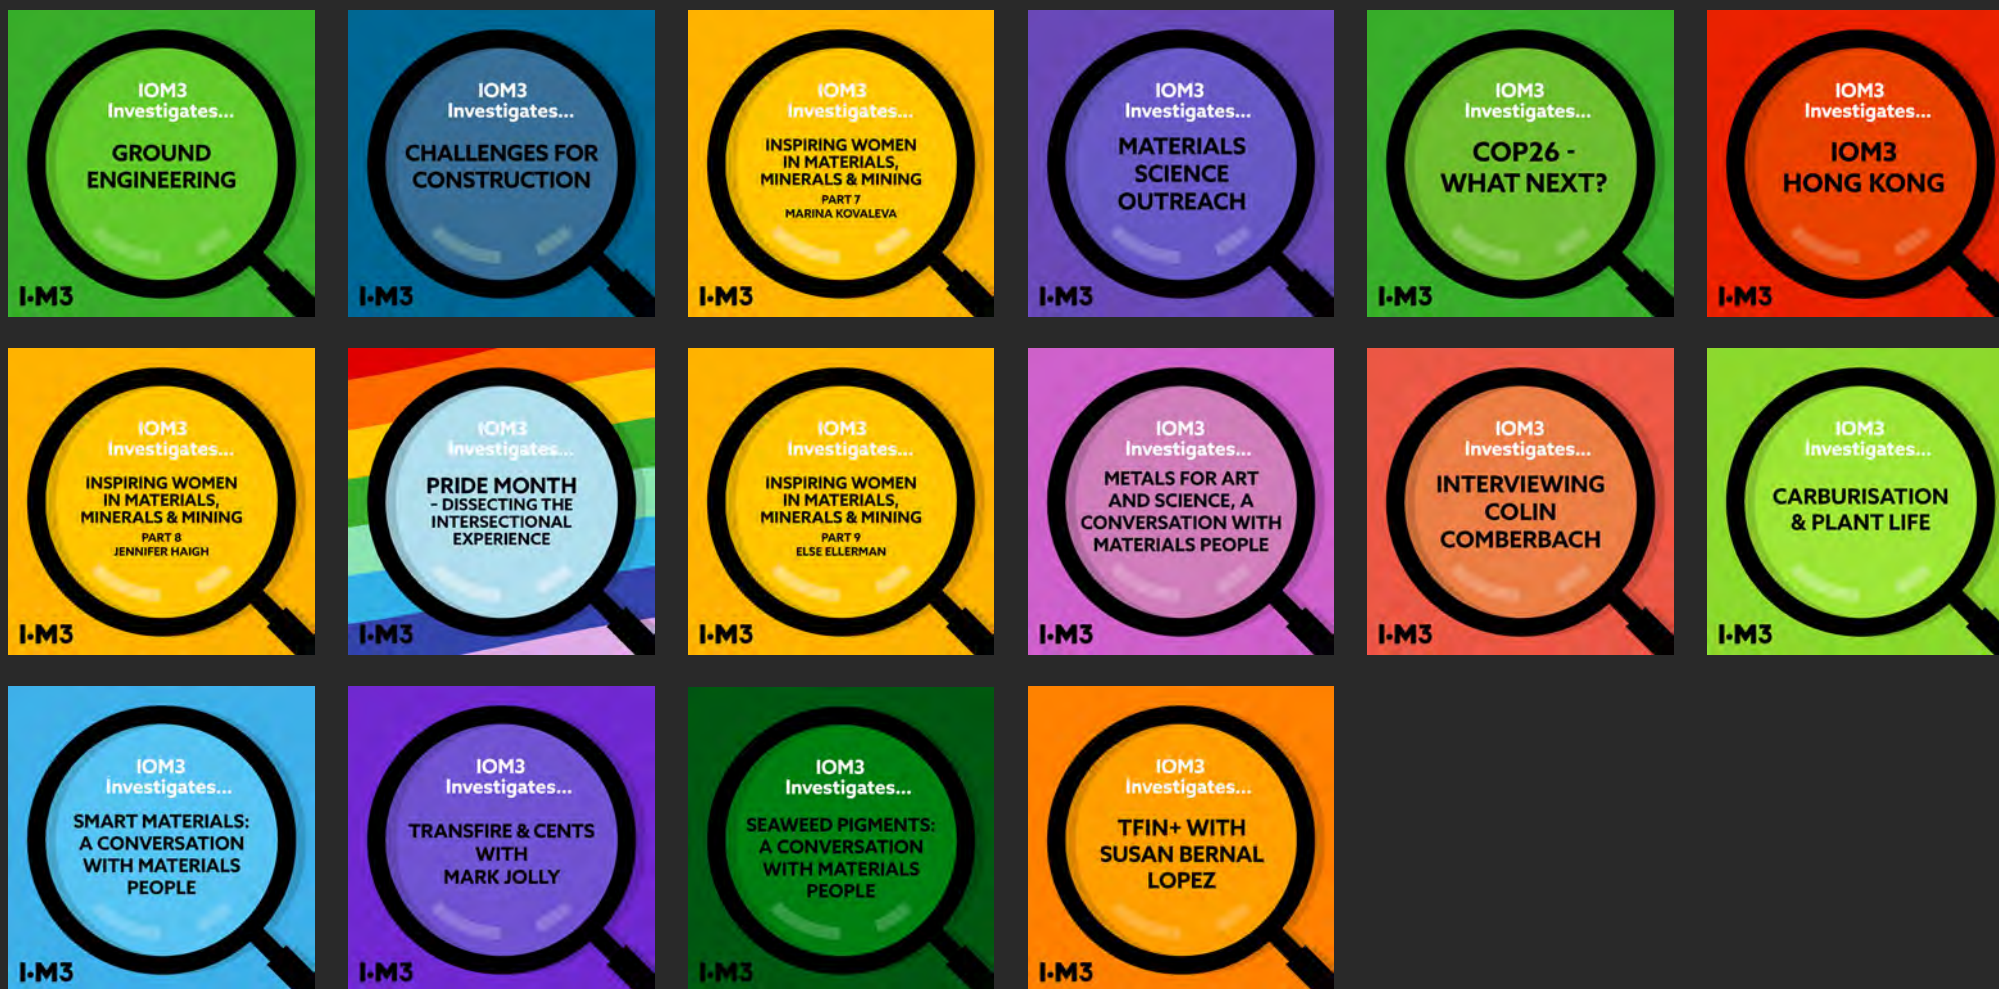 IOM3
Investigates...
GROUND
ENGINEERING
I•M3
IOM3
Investigates...
CHALLENGES FOR
CONSTRUCTION
I•M3
IOM3
Investigates...
INSPIRING WOMEN
IN MATERIALS,
MINERALS & MINING
PART 7
MARINA KOVALEVA
I•M3
IOM3
Investigates...
MATERIALS
SCIENCE
OUTREACH
I•M3
IOM3
Investigates...
COP26 -
WHAT NEXT?
I•M3
IOM3
Investigates...
IOM3
HONG KONG
I•M3
IOM3
Investigates...
INSPIRING WOMEN
IN MATERIALS,
MINERALS & MINING
PART 8
JENNIFER HAIGH
I•M3
IOM3
Investigates...
PRIDE MONTH
- DISSECTING THE
INTERSECTIONAL
EXPERIENCE
I•M3
IOM3
Investigates...
INSPIRING WOMEN
IN MATERIALS,
MINERALS & MINING
PART 9
ELSE ELLERMAN
I•M3
IOM3
Investigates...
METALS FOR ART
AND SCIENCE, A
CONVERSATION WITH
MATERIALS PEOPLE
I•M3
IOM3
Investigates...
INTERVIEWING
COLIN
COMBERBACH
I•M3
IOM3
Investigates...
CARBURISATION
& PLANT LIFE
I•M3
IOM3
Investigates...
SMART MATERIALS:
A CONVERSATION
WITH MATERIALS
PEOPLE
I•M3
IOM3
Investigates...
TRANSFIRE & CENTS
WITH
MARK JOLLY
I•M3
IOM3
Investigates...
SEAWEED PIGMENTS:
A CONVERSATION
WITH MATERIALS
PEOPLE
I•M3
IOM3
Investigates...
TFIN+ WITH
SUSAN BERNAL
LOPEZ
I•M3